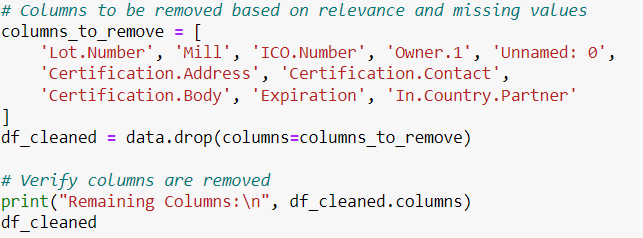 # Columns to be removed based on relevance and missing values
columns_to_remove = [
    'Lot.Number', 'Mill', 'ICO.Number', 'Owner.1', 'Unnamed: 0',
    'Certification.Address', 'Certification.Contact',
    'Certification.Body', 'Expiration', 'In.Country.Partner'
]
df_cleaned = data.drop(columns=columns_to_remove)

# Verify columns are removed
print("Remaining Columns:\n", df_cleaned.columns)
df_cleaned